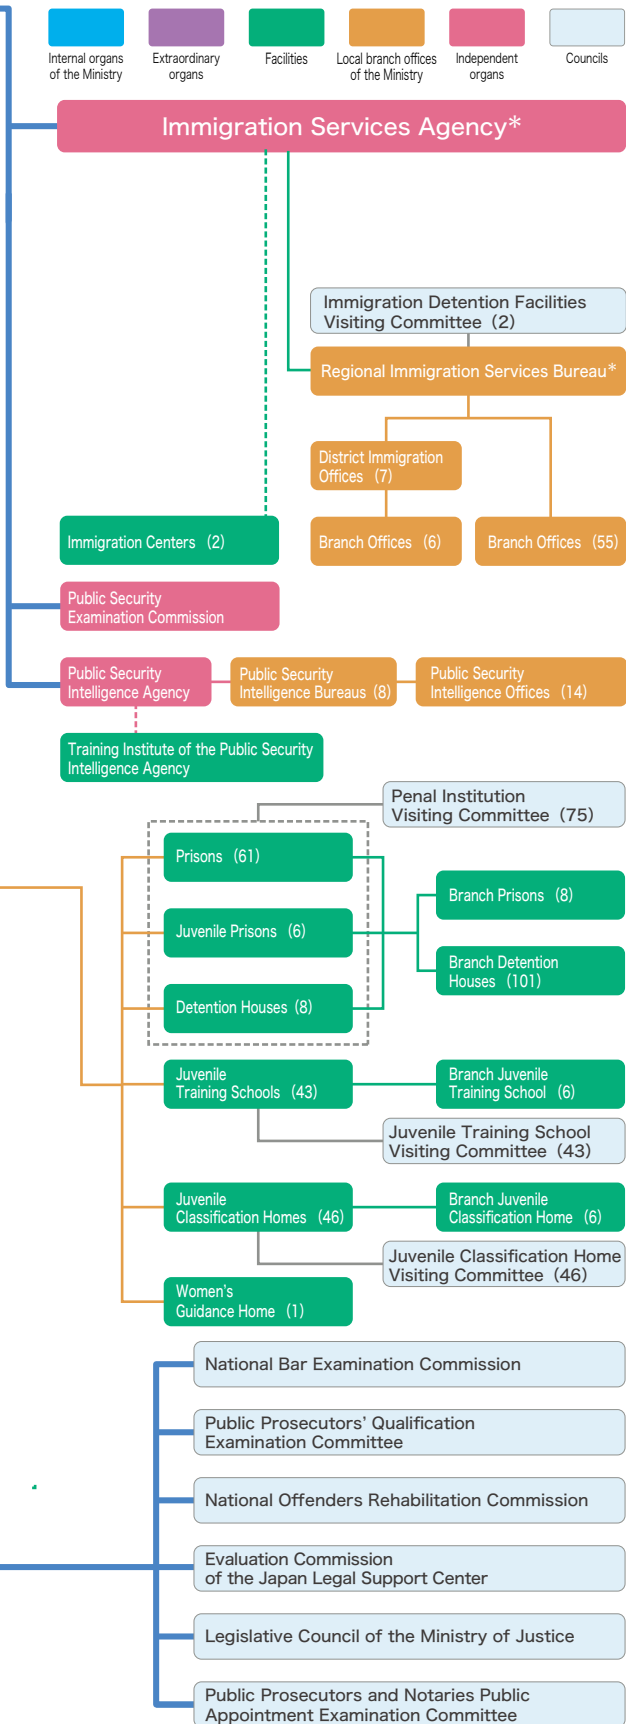 Internal organs
of the Ministry
Extraordinary
organs
Facilities
Local branch offices
of the Ministry
Independent
organs
Councils
Immigration Services Agency*
Immigration Detention Facilities
Visiting Committee (2)
Regional Immigration Services Bureau*
District Immigration
Offices (7)
Immigration Centers (2)
Branch Offices (6)
Branch Offices (55)
Public Security
Examination Commission
Public Security
Intelligence Agency
Public Security
Intelligence Bureaus (8)
Public Security
Intelligence Offices (14)
Training Institute of the Public Security
Intelligence Agency
Penal Institution
Visiting Committee (75)
Prisons (61)
Branch Prisons (8)
Juvenile Prisons (6)
Branch Detention
Houses (101)
Detention Houses (8)
Juvenile
Training Schools (43)
Branch Juvenile
Training School (6)
Juvenile Training School
Visiting Committee (43)
Juvenile
Classification Homes (46)
Branch Juvenile
Classification Home (6)
Juvenile Classification Home
Visiting Committee (46)
Women's
Guidance Home (1)
National Bar Examination Commission
Public Prosecutors' Qualification
Examination Committee
National Offenders Rehabilitation Commission
Evaluation Commission
of the Japan Legal Support Center
Legislative Council of the Ministry of Justice
Public Prosecutors and Notaries Public
Appointment Examination Committee